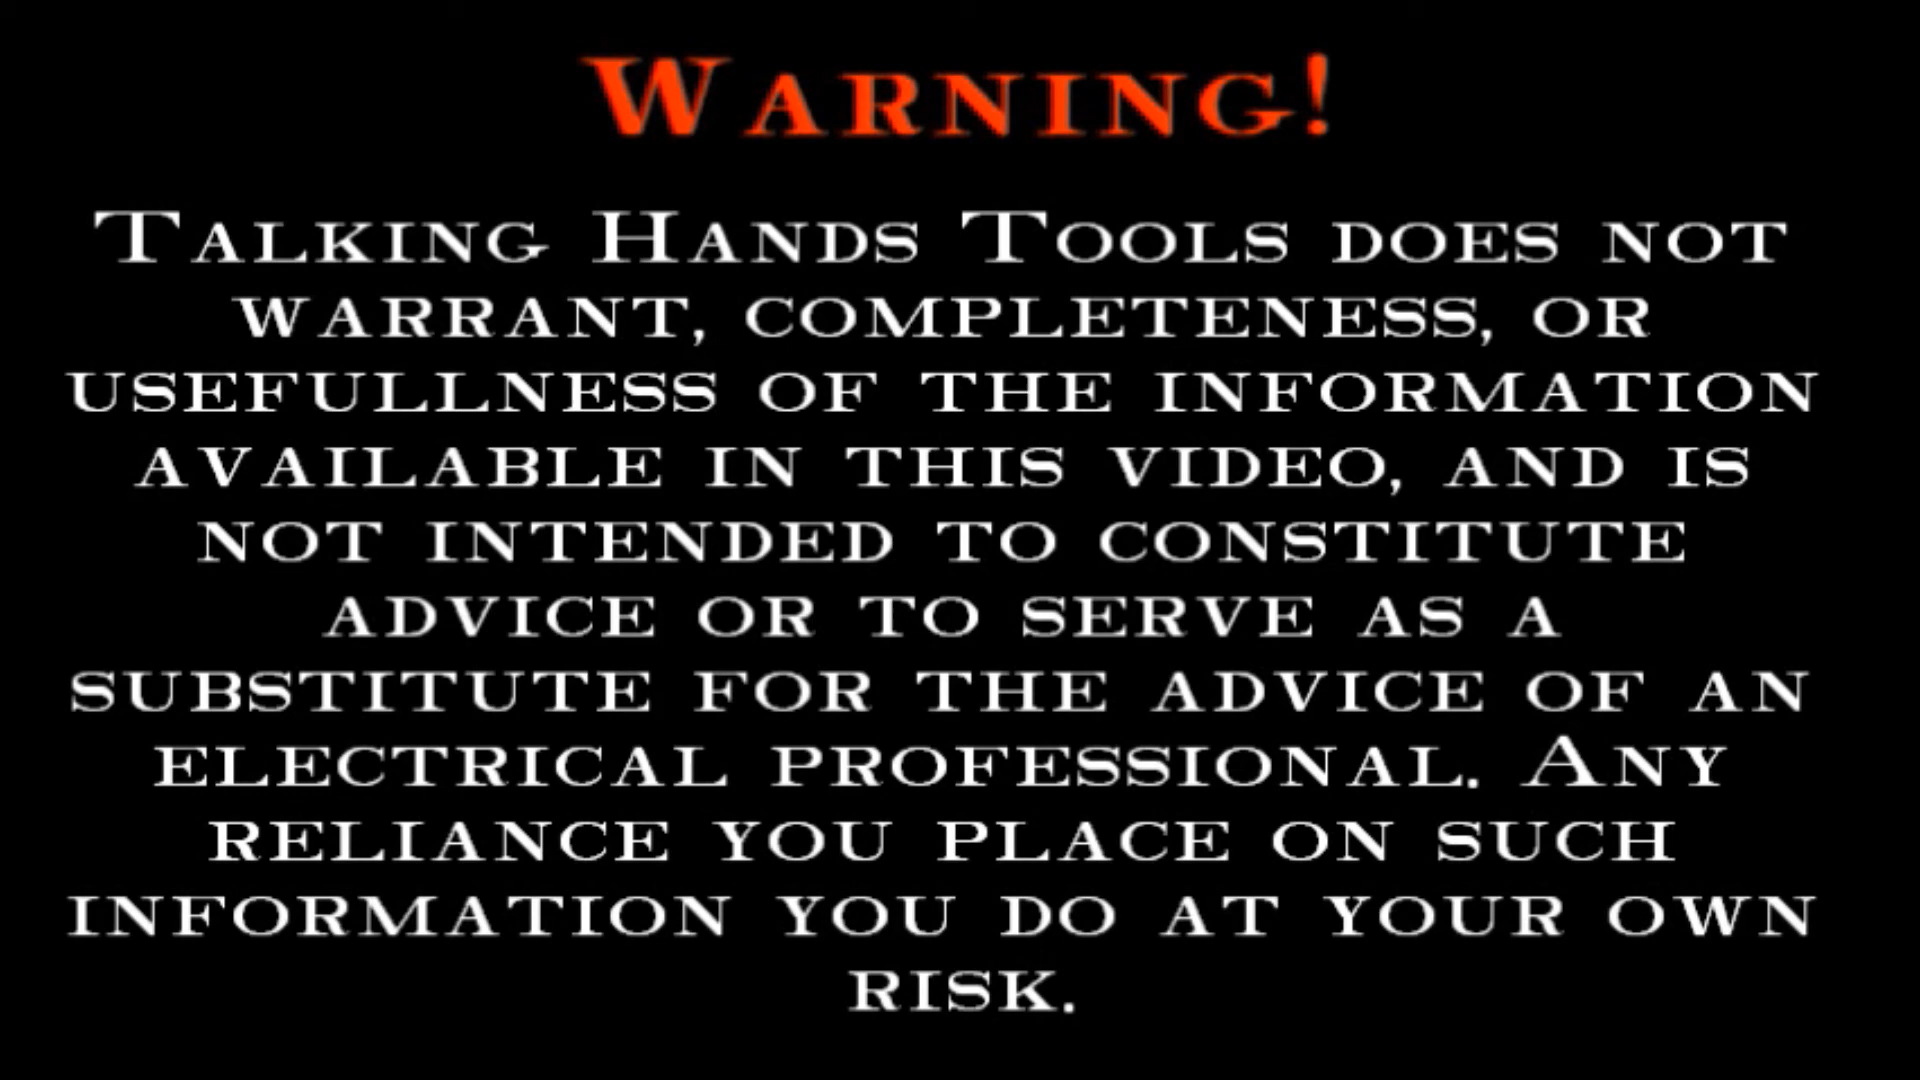 Warning!
Talking Hands Tools does not
warrant, completeness, or
usefullness of the information
available in this video, and is
not intended to constitute
advice or to serve as a
substitute for the advice of an
electrical professional. Any
reliance you place on such
information you do at your own
risk.